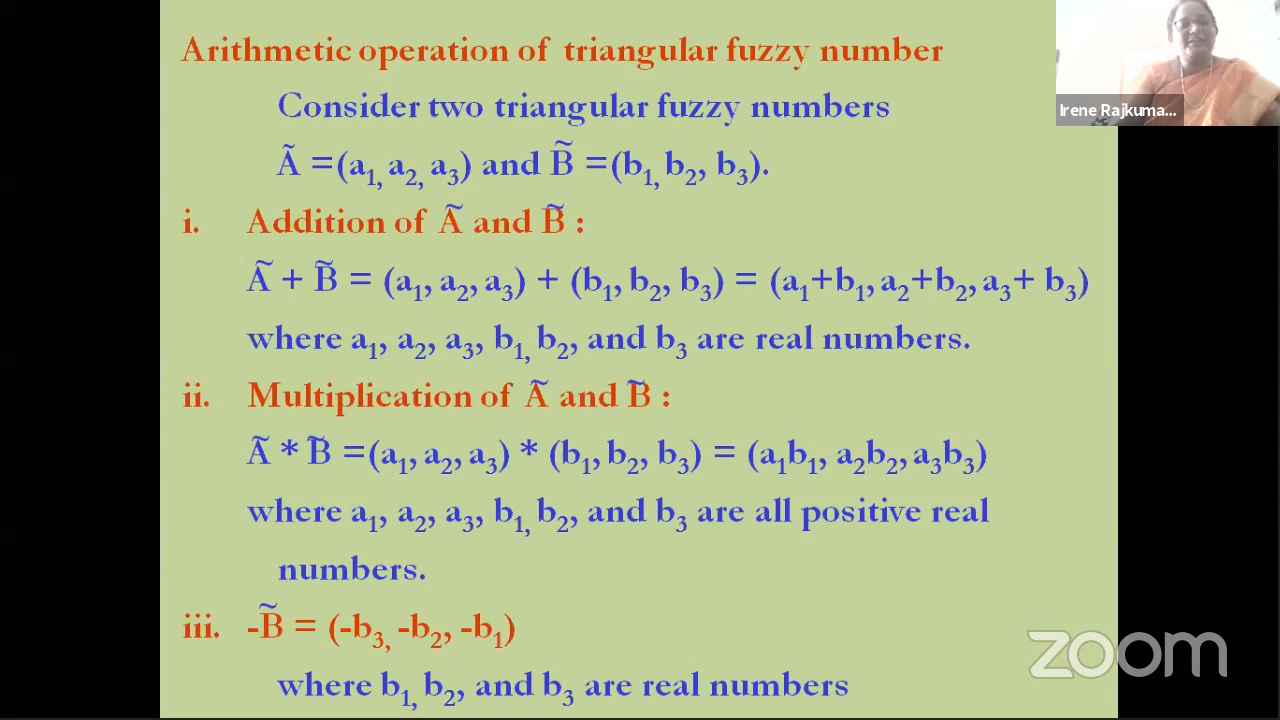 Arithmetic operation of triangular fuzzy number
Irene Rajkuma...
Consider two triangular fuzzy numbers
Ã =(a₁, a₂, a₃) and B̃ =(b₁, b₂, b₃).
i. Addition of Ã and B̃ :
Ã + B̃ = (a₁, a₂, a₃) + (b₁, b₂, b₃) = (a₁+b₁, a₂+b₂, a₃+ b₃)
where a₁, a₂, a₃, b₁, b₂, and b₃ are real numbers.
ii. Multiplication of Ã and B̃ :
Ã * B̃ =(a₁, a₂, a₃) * (b₁, b₂, b₃) = (a₁b₁, a₂b₂, a₃b₃)
where a₁, a₂, a₃, b₁, b₂, and b₃ are all positive real
numbers.
iii. -B̃ = (-b₃, -b₂, -b₁)
where b₁, b₂, and b₃ are real numbers
zoom